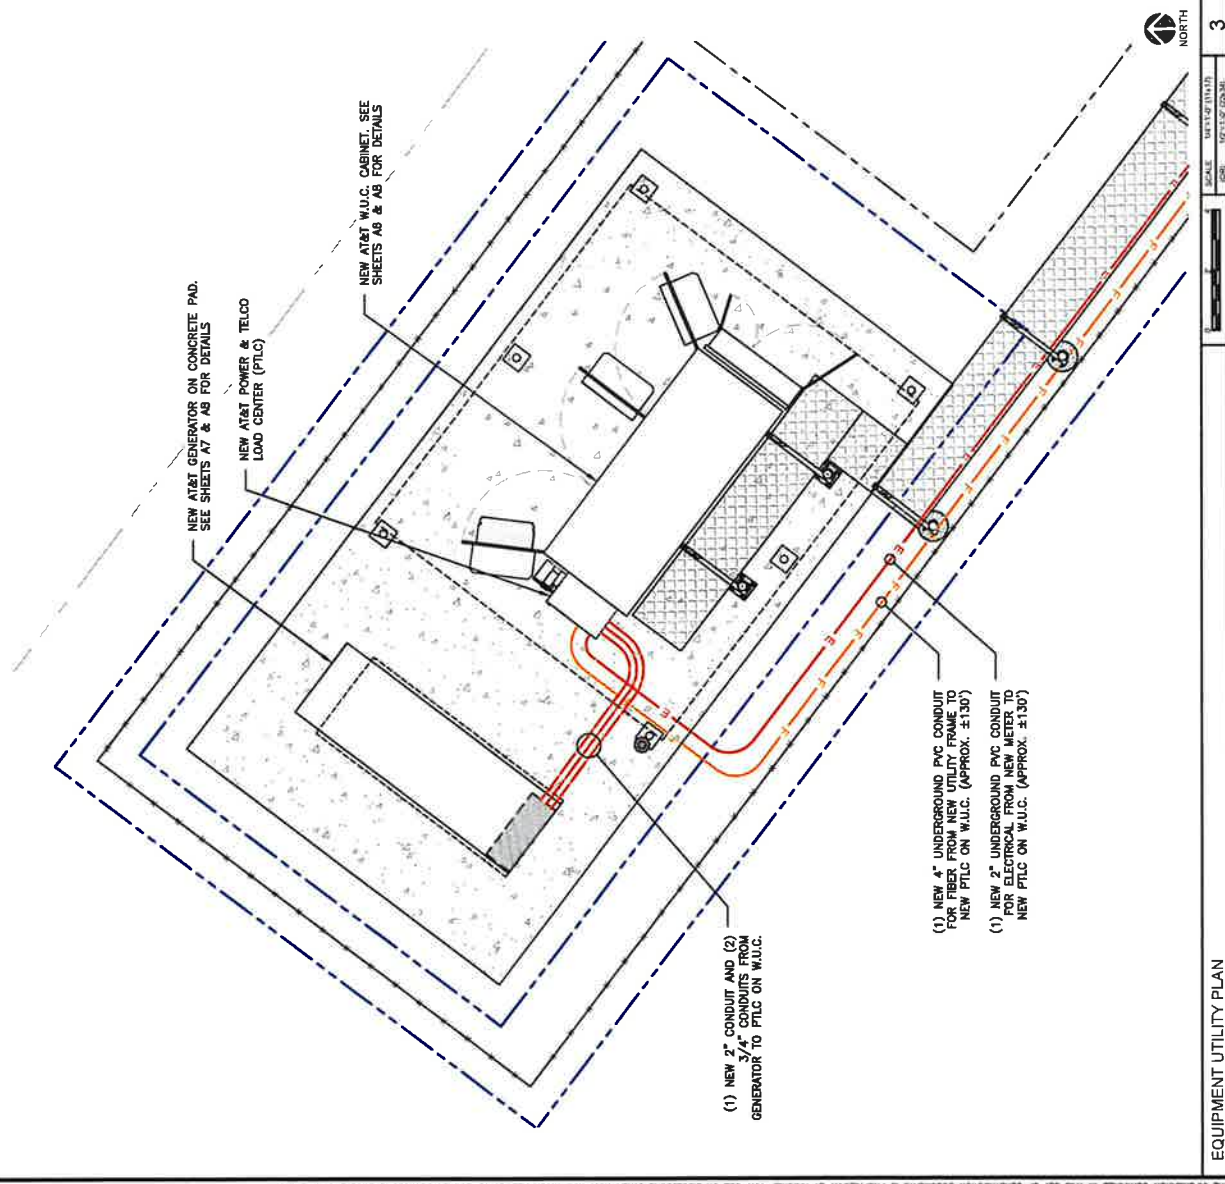 NEW AT&T GENERATOR ON CONCRETE PAD.
SEE SHEETS A7 & A8 FOR DETAILS
NEW AT&T POWER & TELCO
LOAD CENTER (PTLC)
NEW AT&T W.U.C. CABINET. SEE
SHEETS A6 & A8 FOR DETAILS
(1) NEW 2" CONDUIT AND (2)
3/4" CONDUITS FROM
GENERATOR TO PTLC ON W.U.C.
(1) NEW 4" UNDERGROUND PVC CONDUIT
FOR FIBER FROM NEW UTILITY FRAME TO
NEW PTLC ON W.U.C. (APPROX. ±130')
(1) NEW 2" UNDERGROUND PVC CONDUIT
FOR ELECTRICAL FROM NEW METER TO
NEW PTLC ON W.U.C. (APPROX. ±130')
E
E
E
E
F
F
F
F
F
NORTH
EQUIPMENT UTILITY PLAN
SCALE
3